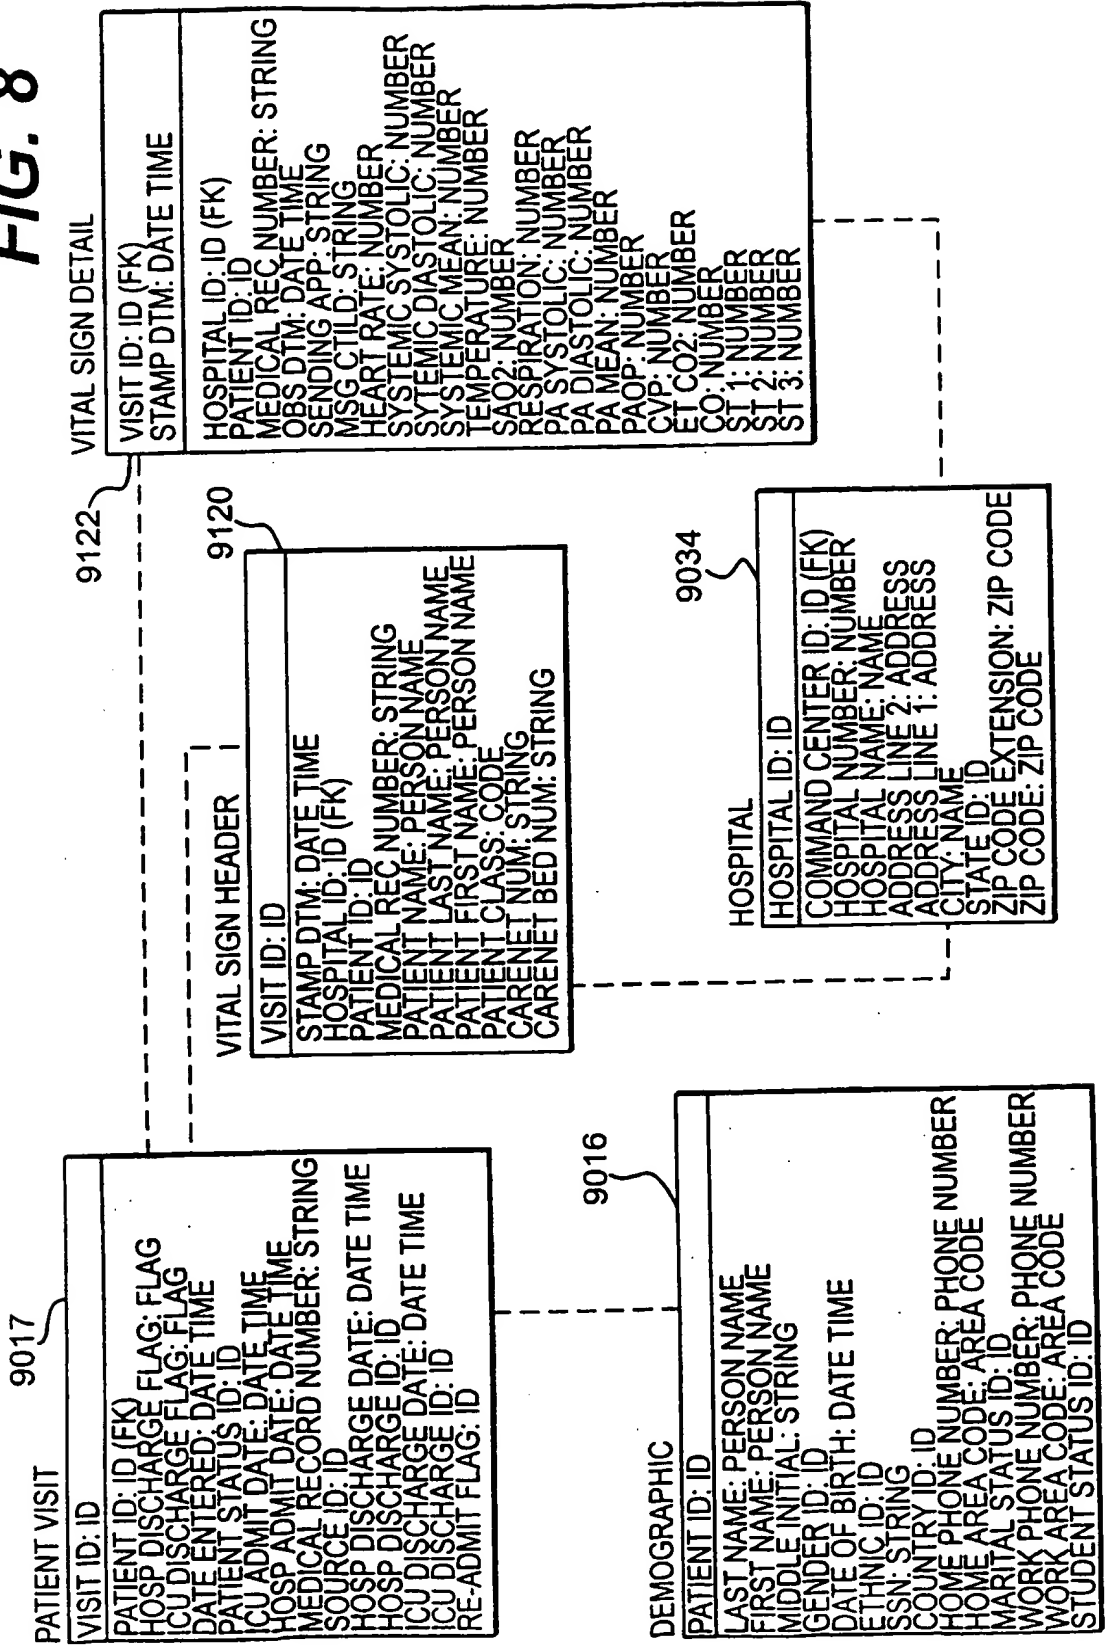 FIG. 8
PATIENT VISIT
9017
VISIT ID: ID
PATIENT ID: ID (FK)
HOSP DISCHARGE FLAG: FLAG
ICU DISCHARGE FLAG: FLAG
DATE ENTERED: DATE TIME
PATIENT STATUS ID: ID
ICU ADMIT DATE: DATE TIME
HOSP ADMIT DATE: DATE TIME
MEDICAL RECORD NUMBER: STRING
SOURCE ID: ID
HOSP DISCHARGE DATE: DATE TIME
HOSP DISCHARGE ID: ID
ICU DISCHARGE DATE: DATE TIME
ICU DISCHARGE ID: ID
RE-ADMIT FLAG: ID
VITAL SIGN HEADER
9120
VISIT ID: ID
STAMP DTM: DATE TIME
HOSPITAL ID: ID (FK)
PATIENT ID: ID
MEDICAL REC NUMBER: STRING
PATIENT NAME: PERSON NAME
PATIENT LAST NAME: PERSON NAME
PATIENT FIRST NAME: PERSON NAME
PATIENT CLASS: CODE
CARENET NUM: STRING
CARENET BED NUM: STRING
VITAL SIGN DETAIL
9122
VISIT ID: ID (FK)
STAMP DTM: DATE TIME
HOSPITAL ID: ID (FK)
PATIENT ID: ID
MEDICAL REC NUMBER: STRING
OBS DTM: DATE TIME
SENDING APP: STRING
MSG CTILD: STRING
HEART RATE: NUMBER
SYSTEMIC SYSTOLIC: NUMBER
SYTEMIC DIASTOLIC: NUMBER
SYSTEMIC MEAN: NUMBER
TEMPERATURE: NUMBER
SAO2: NUMBER
RESPIRATION: NUMBER
PA SYSTOLIC: NUMBER
PA DIASTOLIC: NUMBER
PA MEAN: NUMBER
PAOP: NUMBER
CVP: NUMBER
ET CO2: NUMBER
CO: NUMBER
ST 1: NUMBER
ST 2: NUMBER
ST 3: NUMBER
DEMOGRAPHIC
9016
PATIENT ID: ID
LAST NAME: PERSON NAME
FIRST NAME: PERSON NAME
MIDDLE INITIAL: STRING
GENDER ID: ID
DATE OF BIRTH: DATE TIME
ETHNIC ID: ID
SSN: STRING
COUNTRY ID: ID
HOME PHONE NUMBER: PHONE NUMBER
HOME AREA CODE: AREA CODE
MARITAL STATUS ID: ID
WORK PHONE NUMBER: PHONE NUMBER
WORK AREA CODE: AREA CODE
STUDENT STATUS ID: ID
HOSPITAL
9034
HOSPITAL ID: ID
COMMAND CENTER ID: ID (FK)
HOSPITAL NUMBER: NUMBER
HOSPITAL NAME: NAME
ADDRESS LINE 2: ADDRESS
ADDRESS LINE 1: ADDRESS
CITY: NAME
STATE ID: ID
ZIP CODE EXTENSION: ZIP CODE
ZIP CODE: ZIP CODE